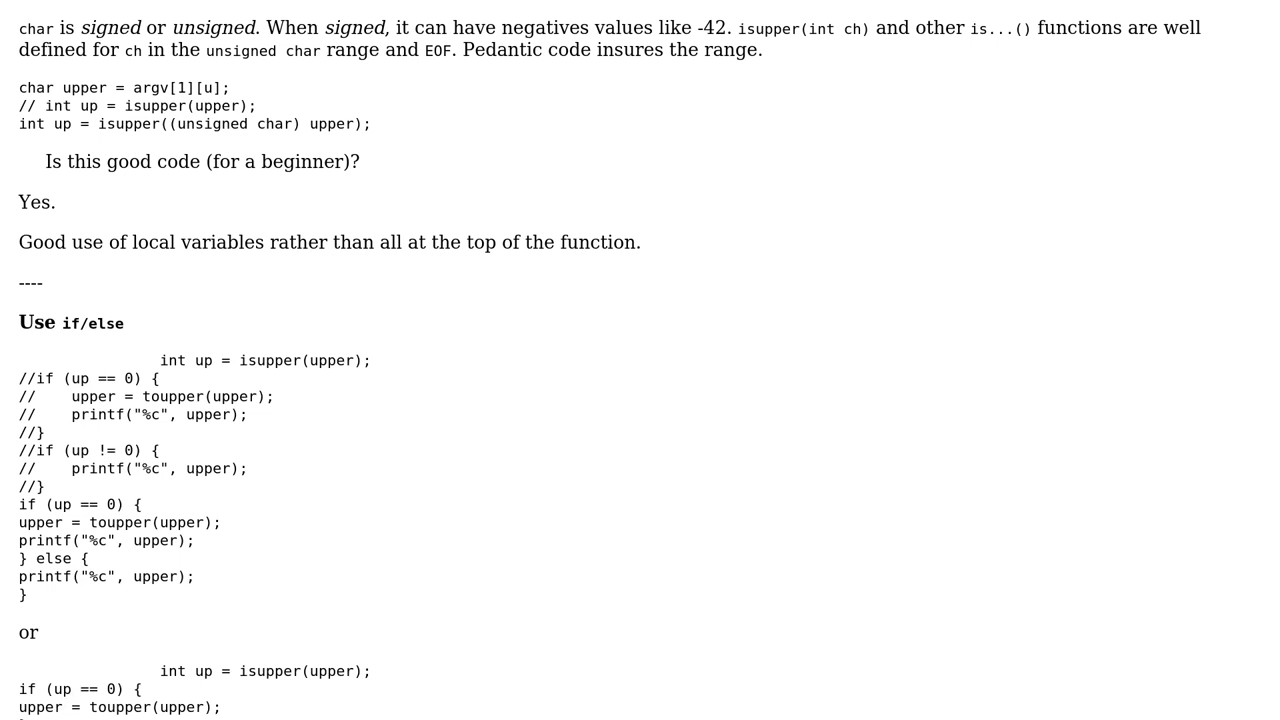 char is signed or unsigned. When signed, it can have negatives values like -42. isupper(int ch) and other is...() functions are well
defined for ch in the unsigned char range and EOF. Pedantic code insures the range.
char upper = argv[1][u];
// int up = isupper(upper);
int up = isupper((unsigned char) upper);
Is this good code (for a beginner)?
Yes.
Good use of local variables rather than all at the top of the function.
----
Use if/else
int up = isupper(upper);
//if (up == 0) {
//    upper = toupper(upper);
//    printf("%c", upper);
//}
//if (up != 0) {
//    printf("%c", upper);
//}
if (up == 0) {
upper = toupper(upper);
printf("%c", upper);
} else {
printf("%c", upper);
}
or
int up = isupper(upper);
if (up == 0) {
upper = toupper(upper);